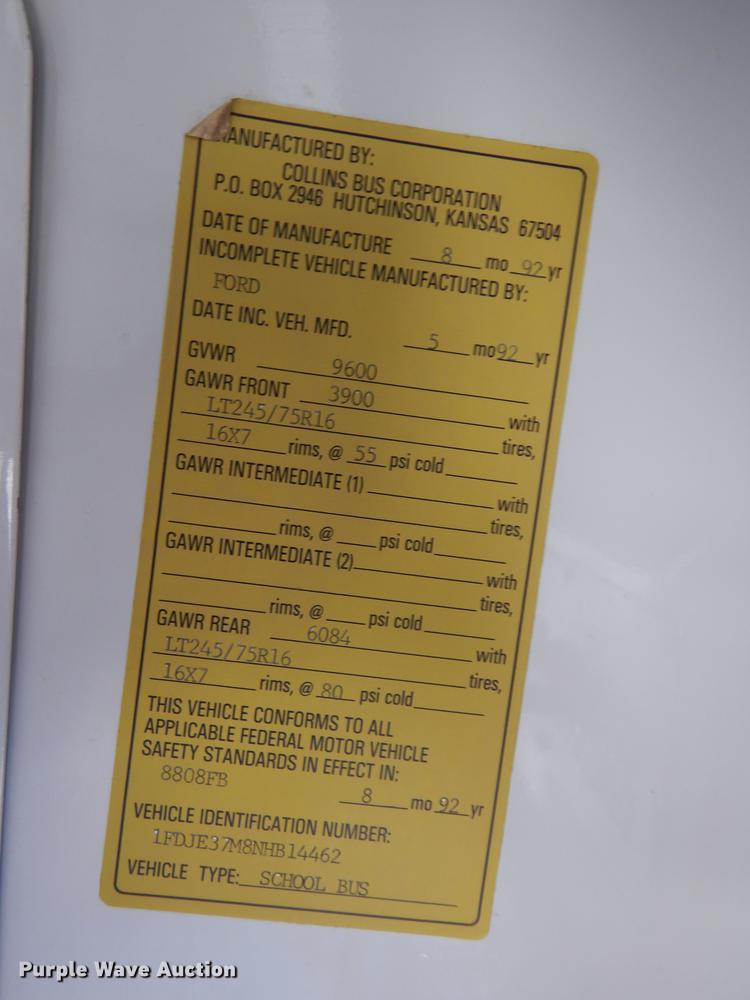 MANUFACTURED BY:
COLLINS BUS CORPORATION
P.O. BOX 2946 HUTCHINSON, KANSAS 67504
DATE OF MANUFACTURE 8 mo 92 yr
INCOMPLETE VEHICLE MANUFACTURED BY:
FORD
DATE INC. VEH. MFD. 5 mo 92 yr
GVWR 9600
GAWR FRONT 3900 with
LT245/75R16 tires,
16X7 rims, @ 55 psi cold
GAWR INTERMEDIATE (1) with
tires,
rims, @ psi cold
GAWR INTERMEDIATE (2) with
tires,
rims, @ psi cold
GAWR REAR 6084 with
LT245/75R16 tires,
16X7 rims, @ 80 psi cold
THIS VEHICLE CONFORMS TO ALL
APPLICABLE FEDERAL MOTOR VEHICLE
SAFETY STANDARDS IN EFFECT IN:
8808FB 8 mo 92 yr
VEHICLE IDENTIFICATION NUMBER:
1FDJE37M8NHB14462
VEHICLE TYPE: SCHOOL BUS
Purple Wave Auction